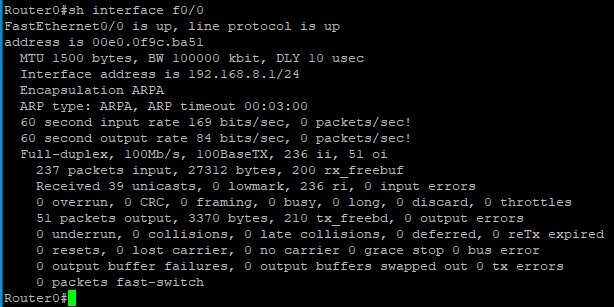 Router0#sh interface f0/0
FastEthernet0/0 is up, line protocol is up
address is 00e0.0f9c.ba51
MTU 1500 bytes, BW 100000 kbit, DLY 10 usec
Interface address is 192.168.8.1/24
Encapsulation ARPA
ARP type: ARPA, ARP timeout 00:03:00
60 second input rate 169 bits/sec, 0 packets/sec!
60 second output rate 84 bits/sec, 0 packets/sec!
Full-duplex, 100Mb/s, 100BaseTX, 236 ii, 51 oi
237 packets input, 27312 bytes, 200 rx_freebuf
Received 39 unicasts, 0 lowmark, 236 ri, 0 input errors
0 overrun, 0 CRC, 0 framing, 0 busy, 0 long, 0 discard, 0 throttles
51 packets output, 3370 bytes, 210 tx_freebd, 0 output errors
0 underrun, 0 collisions, 0 late collisions, 0 deferred, 0 reTx expired
0 resets, 0 lost carrier, 0 no carrier 0 grace stop 0 bus error
0 output buffer failures, 0 output buffers swapped out 0 tx errors
0 packets fast-switch
Router0#